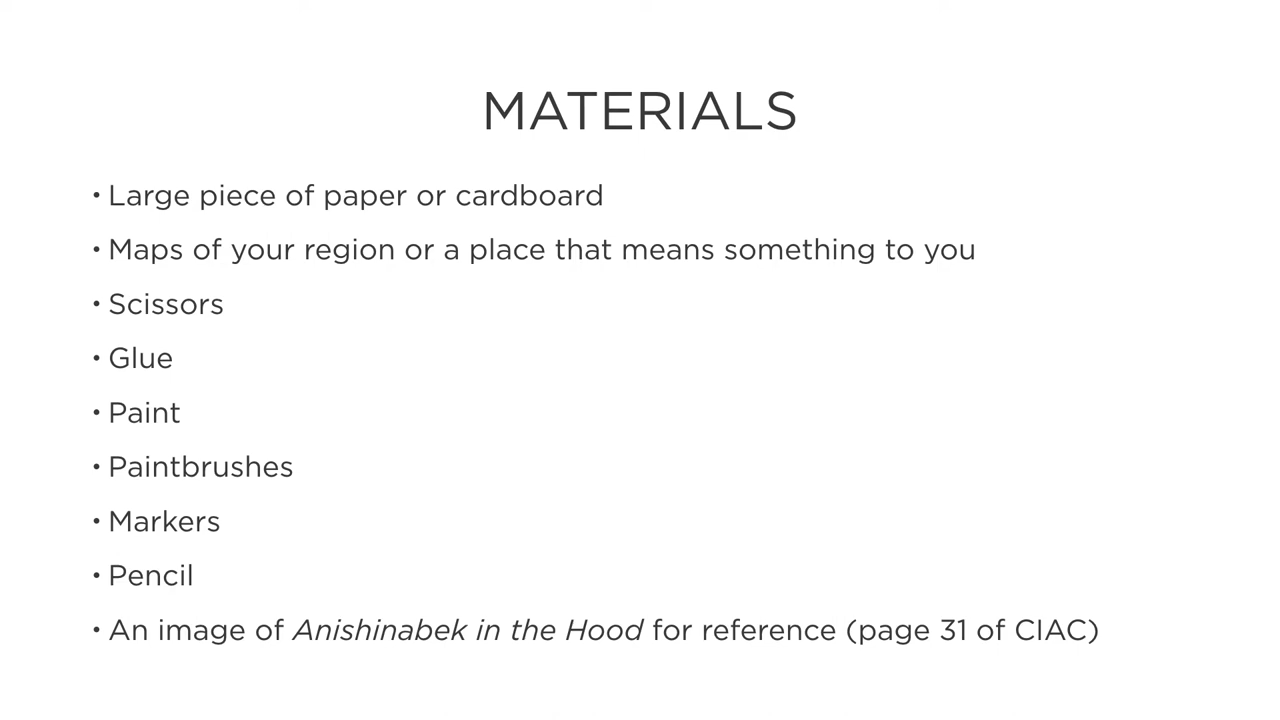 MATERIALS
• Large piece of paper or cardboard
• Maps of your region or a place that means something to you
• Scissors
• Glue
• Paint
• Paintbrushes
• Markers
• Pencil
• An image of Anishinabek in the Hood for reference (page 31 of CIAC)